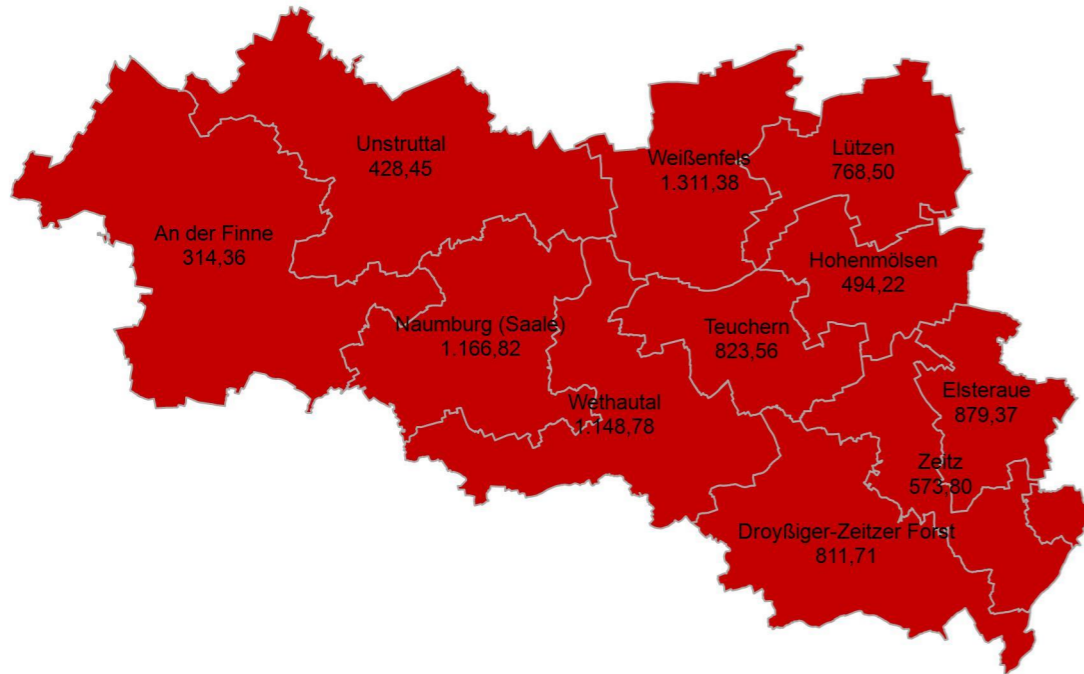 Unstruttal
428,45
Weißenfels
1.311,38
Lützen
768,50
An der Finne
314,36
Hohenmölsen
494,22
Naumburg (Saale)
1.166,82
Teuchern
823,56
Wethautal
1.148,78
Elsteraue
879,37
Zeitz
573,80
Droyßiger-Zeitzer Forst
811,71